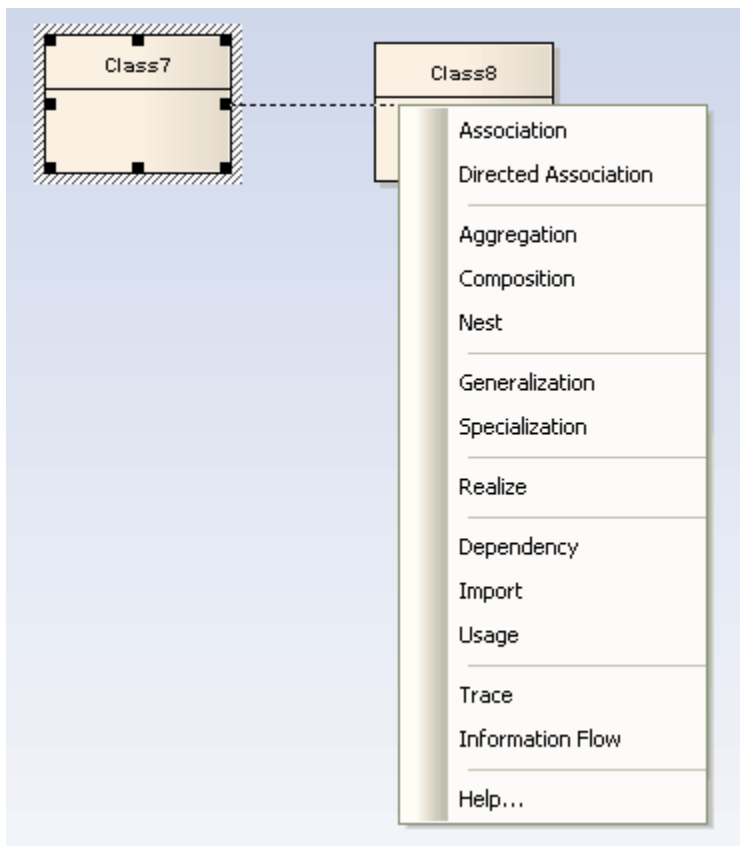 Class7
Class8
Association
Directed Association
Aggregation
Composition
Nest
Generalization
Specialization
Realize
Dependency
Import
Usage
Trace
Information Flow
Help...